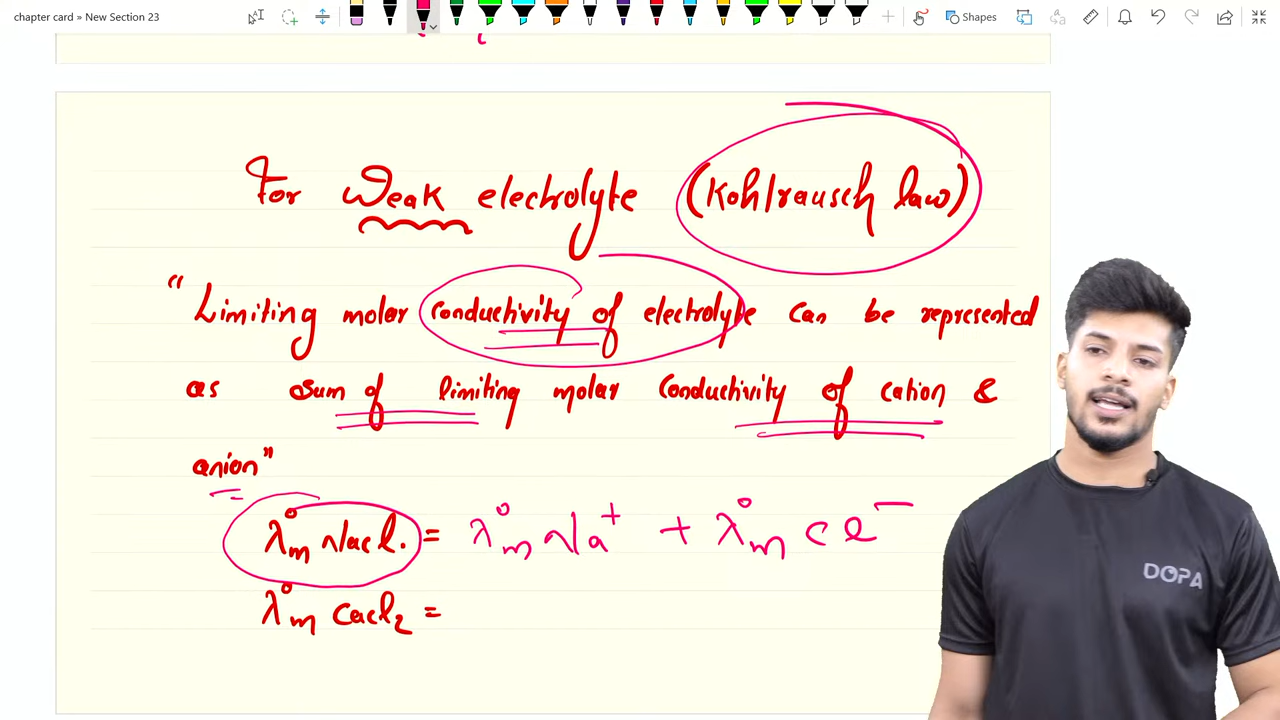 chapter card » New Section 23
Shapes
For Weak electrolyte (Kohlrausch law)
"Limiting molar conductivity of electrolyte can be represented
as sum of limiting molar conductivity of cation &
anion"
λ°m Nacl. = λ°m Na⁺ + λ°m Cl⁻
λ°m cacl₂ =
DOPA